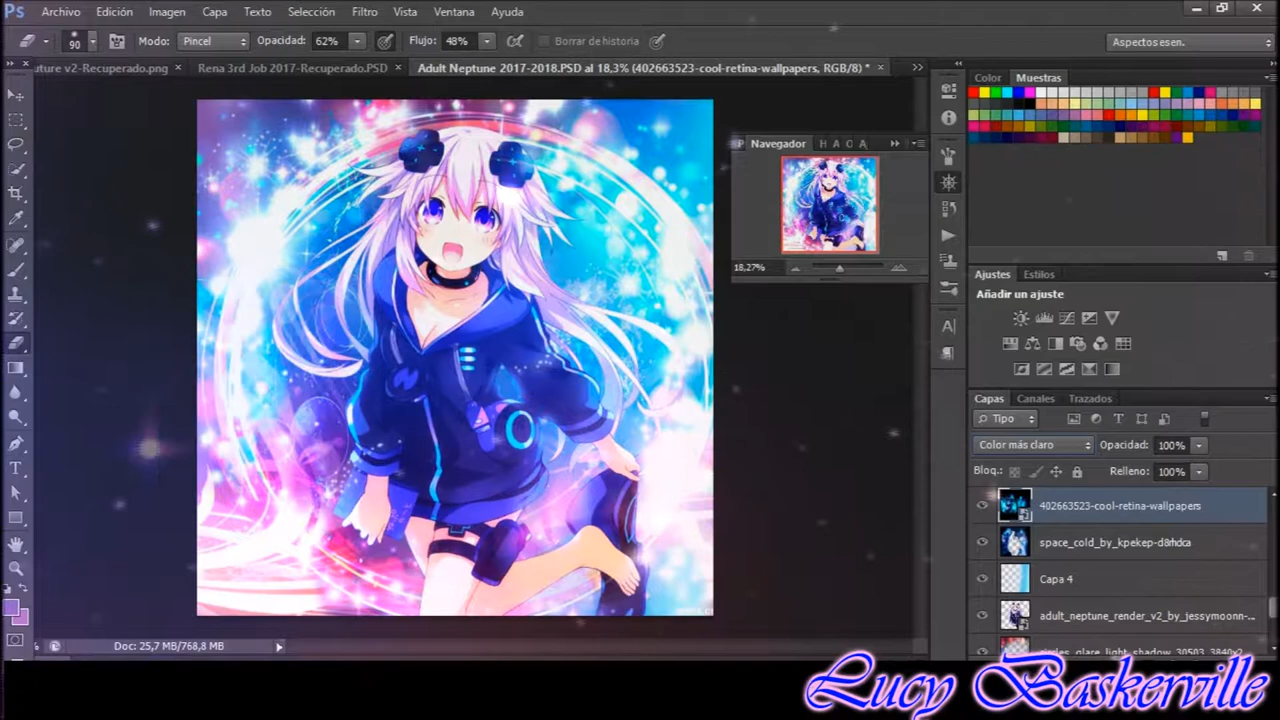 Ps Archivo Edición Imagen Capa Texto Selección Filtro Vista Ventana Ayuda
90 Modo: Pincel Opacidad: 62% Flujo: 48% Borrar de historia Aspectos esen.
uture v2-Recuperado.png × Rena 3rd Job 2017-Recuperado.PSD × Adult Neptune 2017-2018.PSD al 18,3% (402663523-cool-retina-wallpapers, RGB/8) * ×
Color Muestras
Navegador H A O A
18,27%
Ajustes Estilos
Añadir un ajuste
Capas Canales Trazados
Tipo
Color más claro Opacidad: 100%
Bloq.: Relleno: 100%
402663523-cool-retina-wallpapers
space_cold_by_kpekep-d8rhdca
Capa 4
adult_neptune_render_v2_by_jessymoonn-...
circles_glare_light_shadow_30503_3840x2...
Doc: 25,7 MB/768,8 MB
Lucy Baskerville